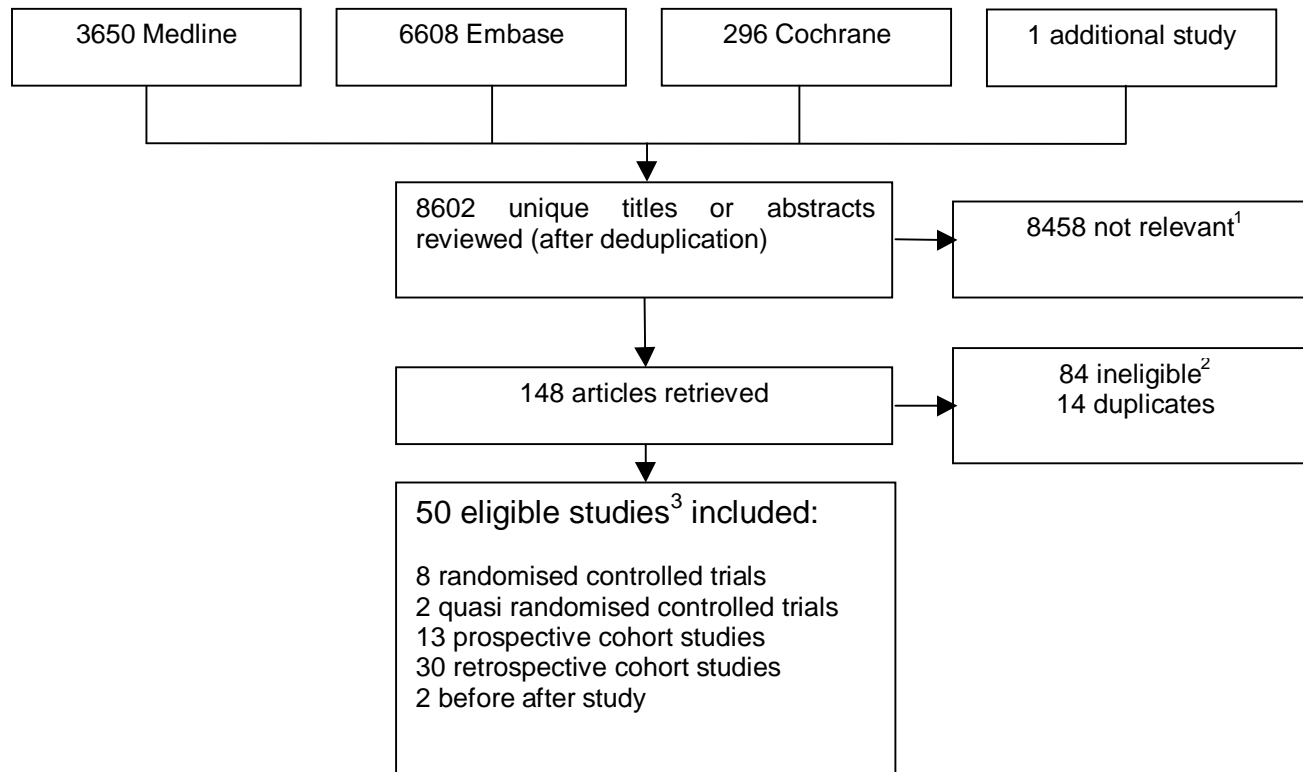 3650 Medline
6608 Embase
296 Cochrane
1 additional study
8602 unique titles or abstracts
reviewed (after deduplication)
8458 not relevant1
148 articles retrieved
84 ineligible2
14 duplicates
50 eligible studies3 included:
8 randomised controlled trials
2 quasi randomised controlled trials
13 prospective cohort studies
30 retrospective cohort studies
2 before after study